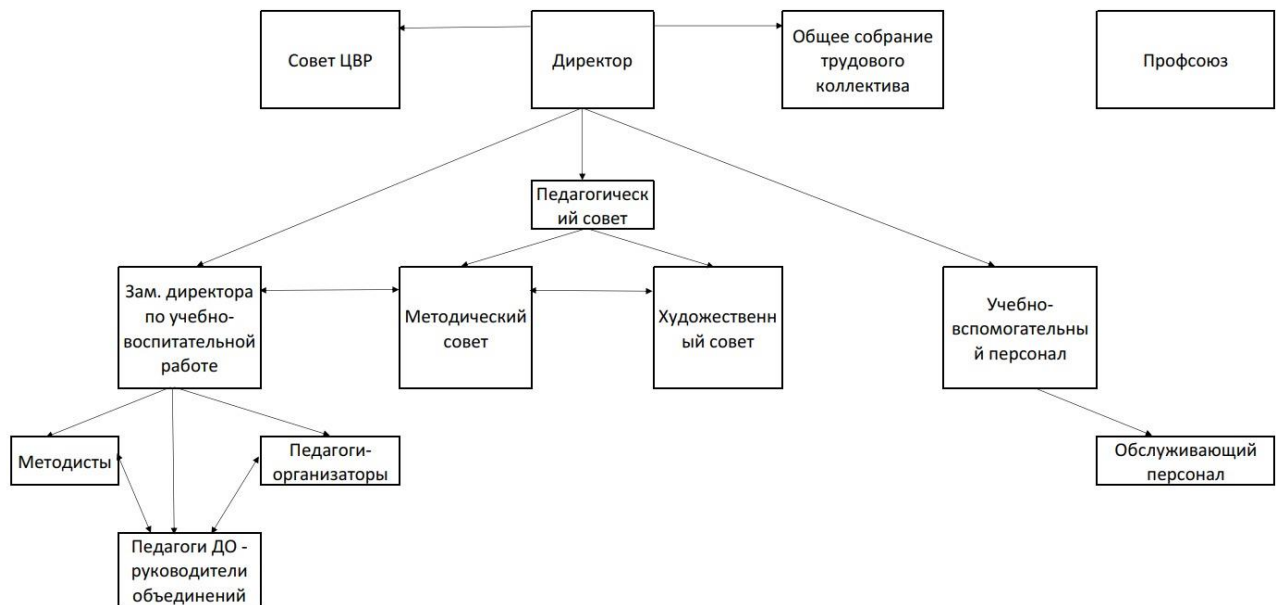 Совет ЦВР
Директор
Общее собрание
трудового
коллектива
Профсоюз
Педагогическ
ий совет
Зам. директора
по учебно-
воспитательной
работе
Методический
совет
Художественн
ый совет
Учебно-
вспомогательны
й персонал
Методисты
Педагоги-
организаторы
Обслуживающий
персонал
Педагоги ДО -
руководители
объединений